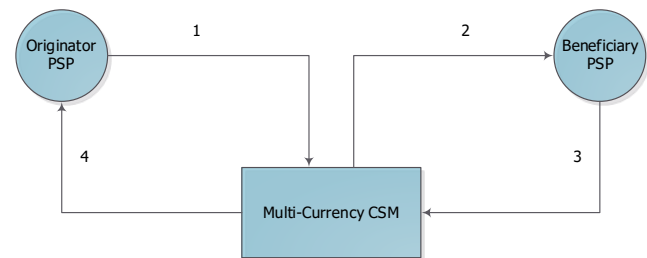 1
2
Originator
PSP
Beneficiary
PSP
4
3
Multi-Currency CSM